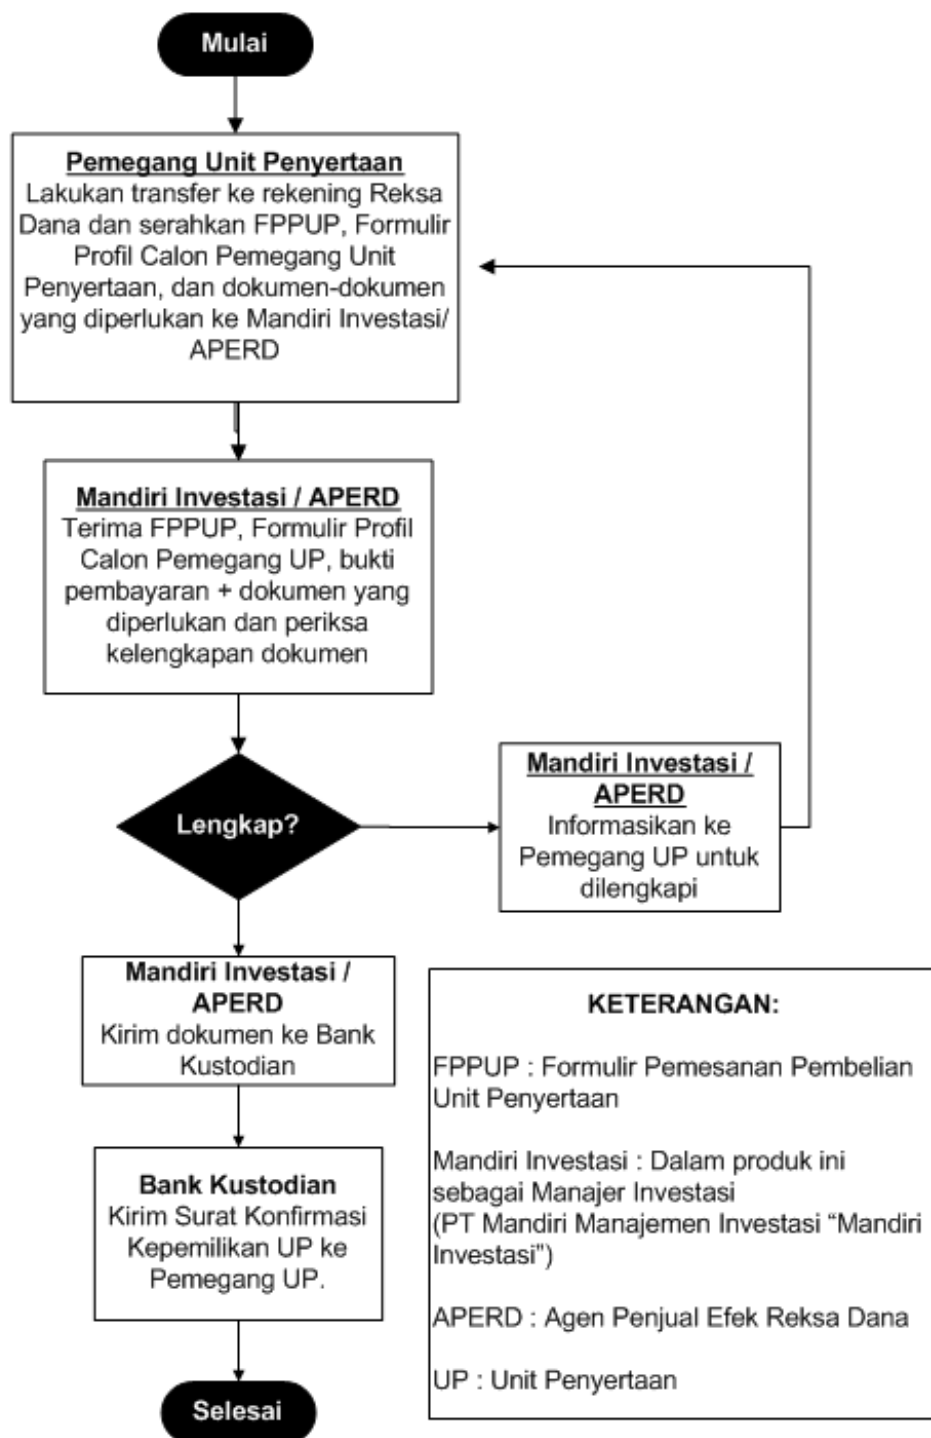 Mulai
Pemegang Unit Penyertaan
Lakukan transfer ke rekening Reksa
Dana dan serahkan FPPUP, Formulir
Profil Calon Pemegang Unit
Penyertaan, dan dokumen-dokumen
yang diperlukan ke Mandiri Investasi/
APERD
Mandiri Investasi / APERD
Terima FPPUP, Formulir Profil
Calon Pemegang UP, bukti
pembayaran + dokumen yang
diperlukan dan periksa
kelengkapan dokumen
Lengkap?
Mandiri Investasi /
APERD
Informasikan ke
Pemegang UP untuk
dilengkapi
Mandiri Investasi /
APERD
Kirim dokumen ke Bank
Kustodian
Bank Kustodian
Kirim Surat Konfirmasi
Kepemilikan UP ke
Pemegang UP.
Selesai
KETERANGAN:
FPPUP : Formulir Pemesanan Pembelian
Unit Penyertaan
Mandiri Investasi : Dalam produk ini
sebagai Manajer Investasi
(PT Mandiri Manajemen Investasi “Mandiri
Investasi”)
APERD : Agen Penjual Efek Reksa Dana
UP : Unit Penyertaan